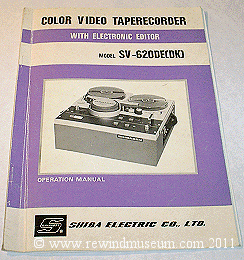 COLOR VIDEO TAPERECORDER
WITH ELECTRONIC EDITOR
MODEL SV-620DE(DK)
OPERATION MANUAL
SHIBA ELECTRIC CO., LTD.
© www.rewindmuseum.com 2011